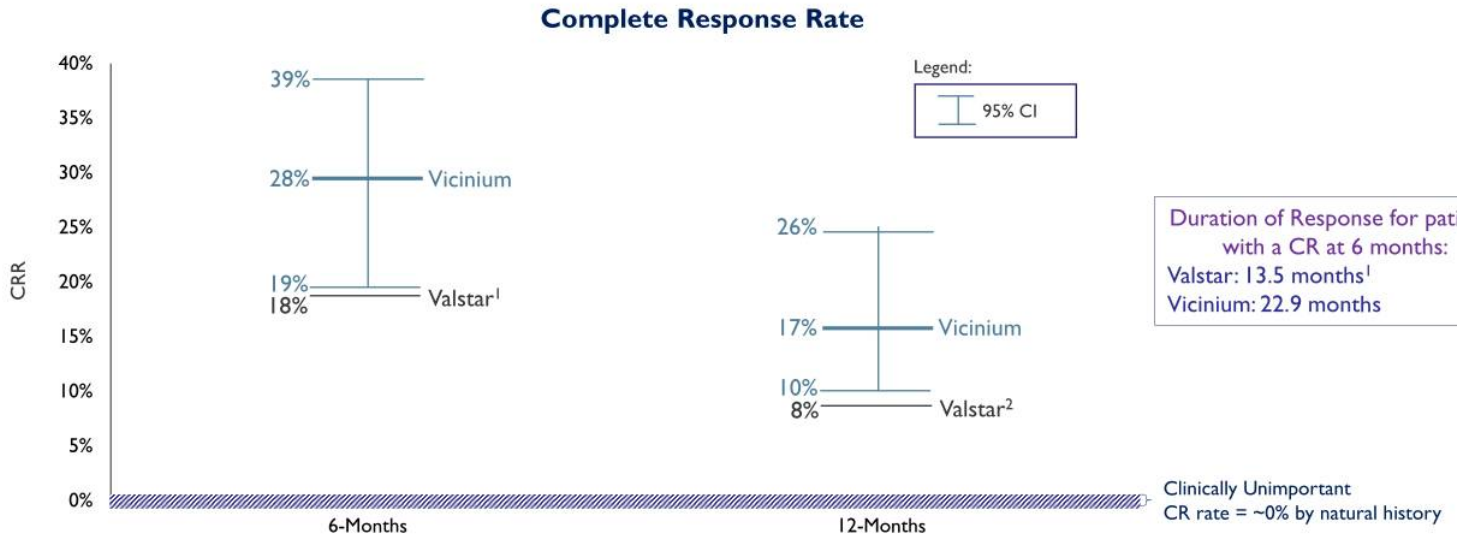 Complete Response Rate
Legend:
95% CI
CRR
40%
35%
30%
25%
20%
15%
10%
5%
0%
39%
28%
Vicinium
19%
18%
Valstar¹
26%
17%
Vicinium
10%
8%
Valstar²
6-Months
12-Months
Duration of Response for
with a CR at 6 months:
Valstar: 13.5 months¹
Vicinium: 22.9 months
Clinically Unimportant
CR rate = ~0% by natural history